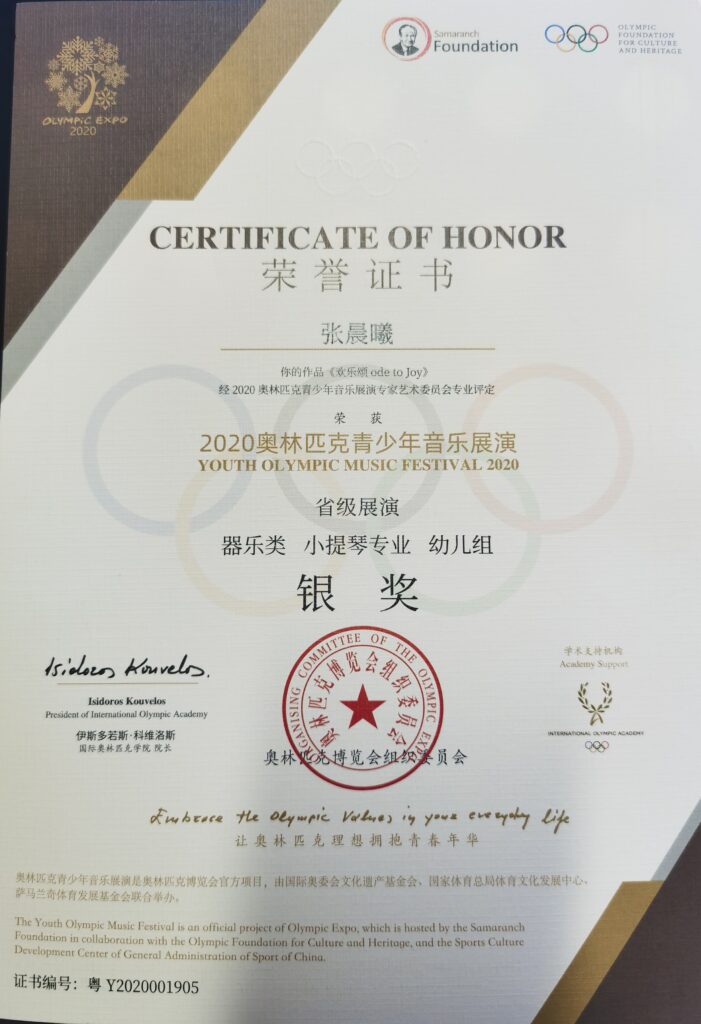 Samaranch
Foundation
OLYMPIC
FOUNDATION
FOR CULTURE
AND HERITAGE
OLYMPIC EXPO
2020
CERTIFICATE OF HONOR
荣誉证书
张晨曦
你的作品《欢乐颂 ode to Joy》
经 2020 奥林匹克青少年音乐展演专家艺术委员会专业评定
荣 获
2020奥林匹克青少年音乐展演
YOUTH OLYMPIC MUSIC FESTIVAL 2020
省级展演
器乐类 小提琴专业 幼儿组
银 奖
Isidoros Kouvelos.
Isidoros Kouvelos
President of International Olympic Academy
伊斯多若斯·科维洛斯
国际奥林匹克学院 院长
ORGANISING COMMITTEE OF THE OLYMPIC EXPO
奥林匹克博览会组织委员会
奥林匹克博览会组织委员会
学术支持机构
Academy Support
INTERNATIONAL OLYMPIC ACADEMY
Embrace the Olympic Values in your everyday life
让奥林匹克理想拥抱青春年华
奥林匹克青少年音乐展演是奥林匹克博览会官方项目，由国际奥委会文化遗产基金会、国家体育总局体育文化发展中心、
萨马兰奇体育发展基金会联合举办。
The Youth Olympic Music Festival is an official project of Olympic Expo, which is hosted by the Samaranch
Foundation in collaboration with the Olympic Foundation for Culture and Heritage, and the Sports Culture
Development Center of General Administration of Sport of China.
证书编号：粤 Y2020001905